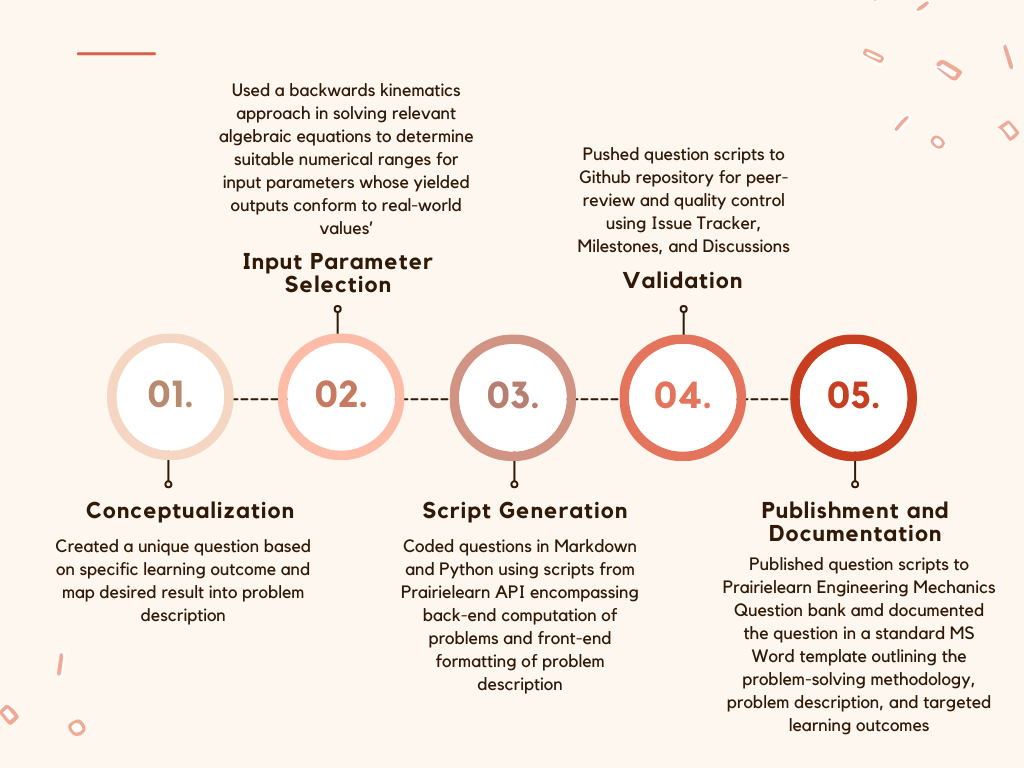 01.
Conceptualization
Created a unique question based
on specific learning outcome and
map desired result into problem
description
Used a backwards kinematics
approach in solving relevant
algebraic equations to determine
suitable numerical ranges for
input parameters whose yielded
outputs conform to real-world
values’
Input Parameter
Selection
02.
03.
Script Generation
Coded questions in Markdown
and Python using scripts from
Prairielearn API encompassing
back-end computation of
problems and front-end
formatting of problem
description
Pushed question scripts to
Github repository for peer-
review and quality control
using Issue Tracker,
Milestones, and Discussions
Validation
04.
05.
Publishment and
Documentation
Published question scripts to
Prairielearn Engineering Mechanics
Question bank amd documented
the question in a standard MS
Word template outlining the
problem-solving methodology,
problem description, and targeted
learning outcomes